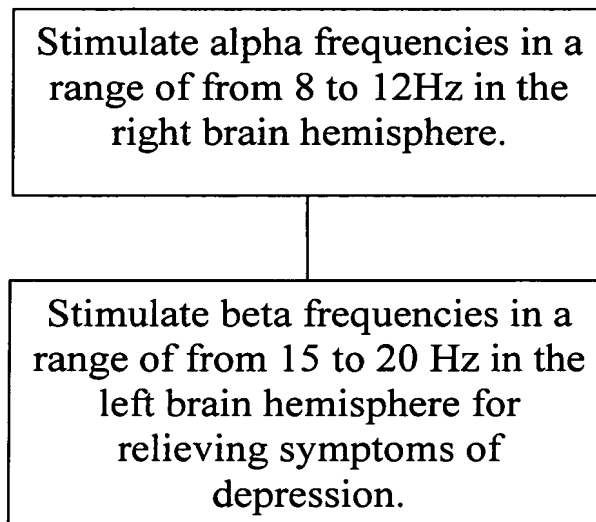 Stimulate alpha frequencies in a
range of from 8 to 12Hz in the
right brain hemisphere.
Stimulate beta frequencies in a
range of from 15 to 20 Hz in the
left brain hemisphere for
relieving symptoms of
depression.